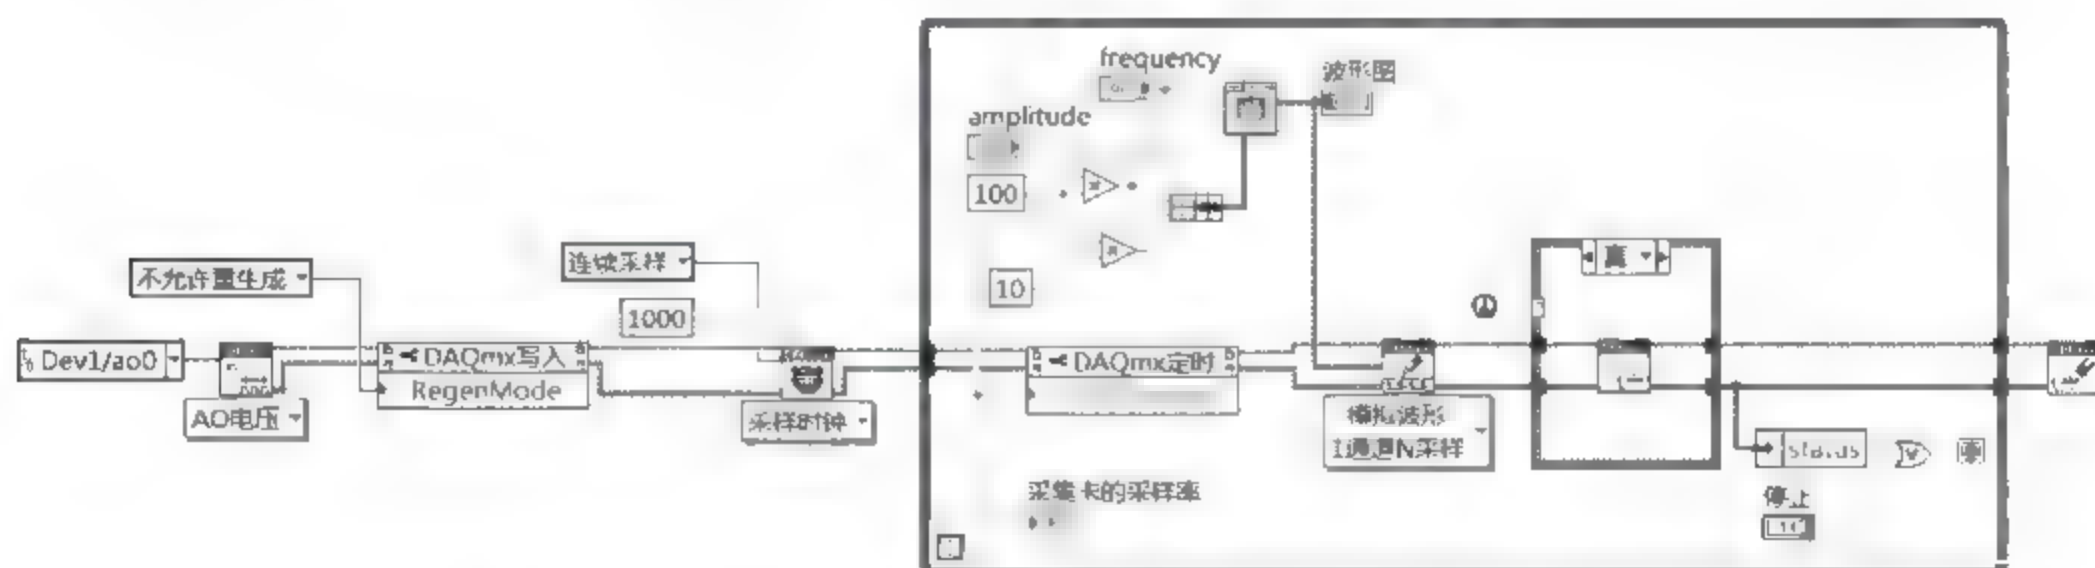 frequency
波形图
amplitude
100
不允许重生成
连续采样
10
1000
真
Dev1/ao0
DAQmx写入
DAQmx定时
RegenMode
AO电压
采样时钟
模拟波形
1通道N采样
status
采集卡的采样率
停止